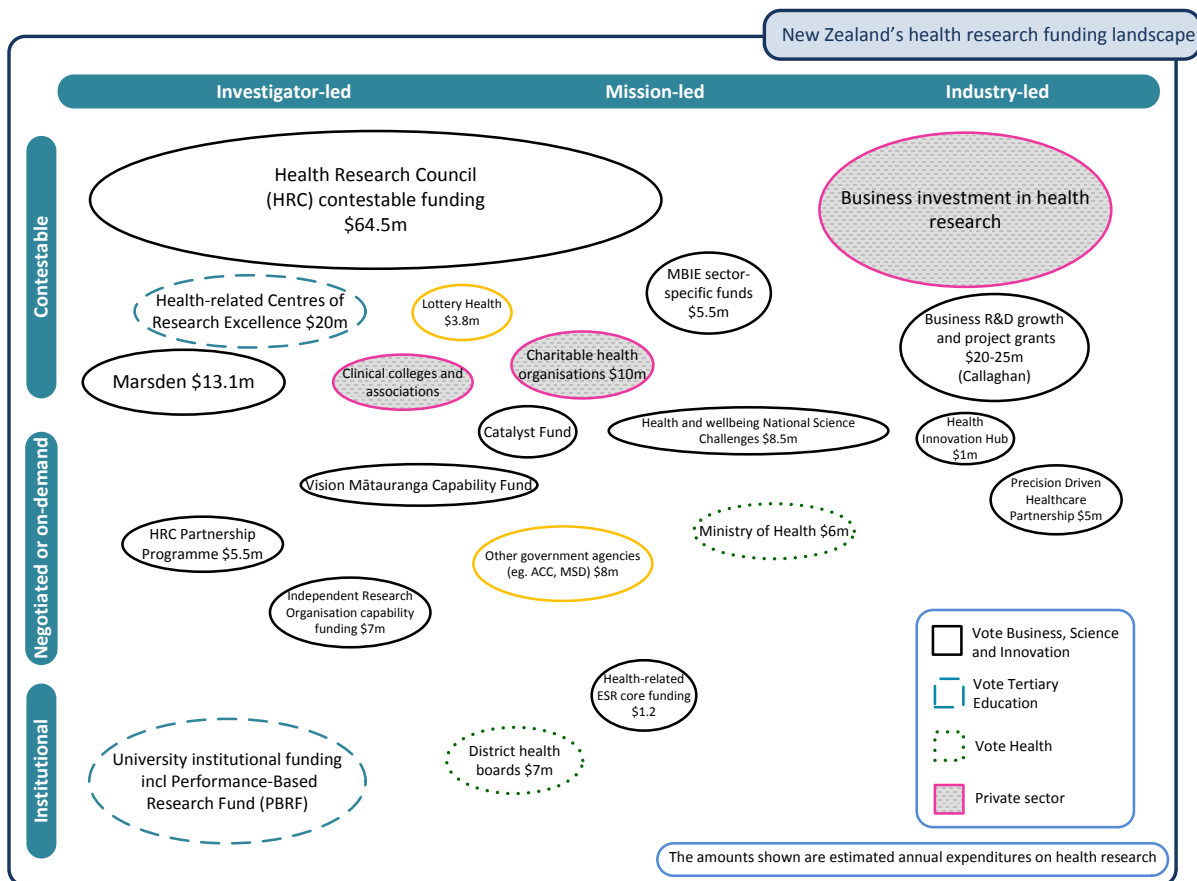 New Zealand's health research funding landscape
Investigator-led
Mission-led
Industry-led
Contestable
Health Research Council
(HRC) contestable funding
$64.5m
Business investment in health
research
MBIE sector-
specific funds
$5.5m
Health-related Centres of
Research Excellence $20m
Lottery Health
$3.8m
Business R&D growth
and project grants
$20-25m
(Callaghan)
Charitable health
organisations $10m
Marsden $13.1m
Clinical colleges and
associations
Negotiated or on-demand
Catalyst Fund
Health and wellbeing National Science
Challenges $8.5m
Health
Innovation Hub
$1m
Vision Mātauranga Capability Fund
Precision Driven
Healthcare
Partnership $5m
HRC Partnership
Programme $5.5m
Ministry of Health $6m
Other government agencies
(eg. ACC, MSD) $8m
Independent Research
Organisation capability
funding $7m
Institutional
Health-related
ESR core funding
$1.2
University institutional funding
incl Performance-Based
Research Fund (PBRF)
District health
boards $7m
Vote Business, Science
and Innovation
Vote Tertiary
Education
Vote Health
Private sector
The amounts shown are estimated annual expenditures on health research